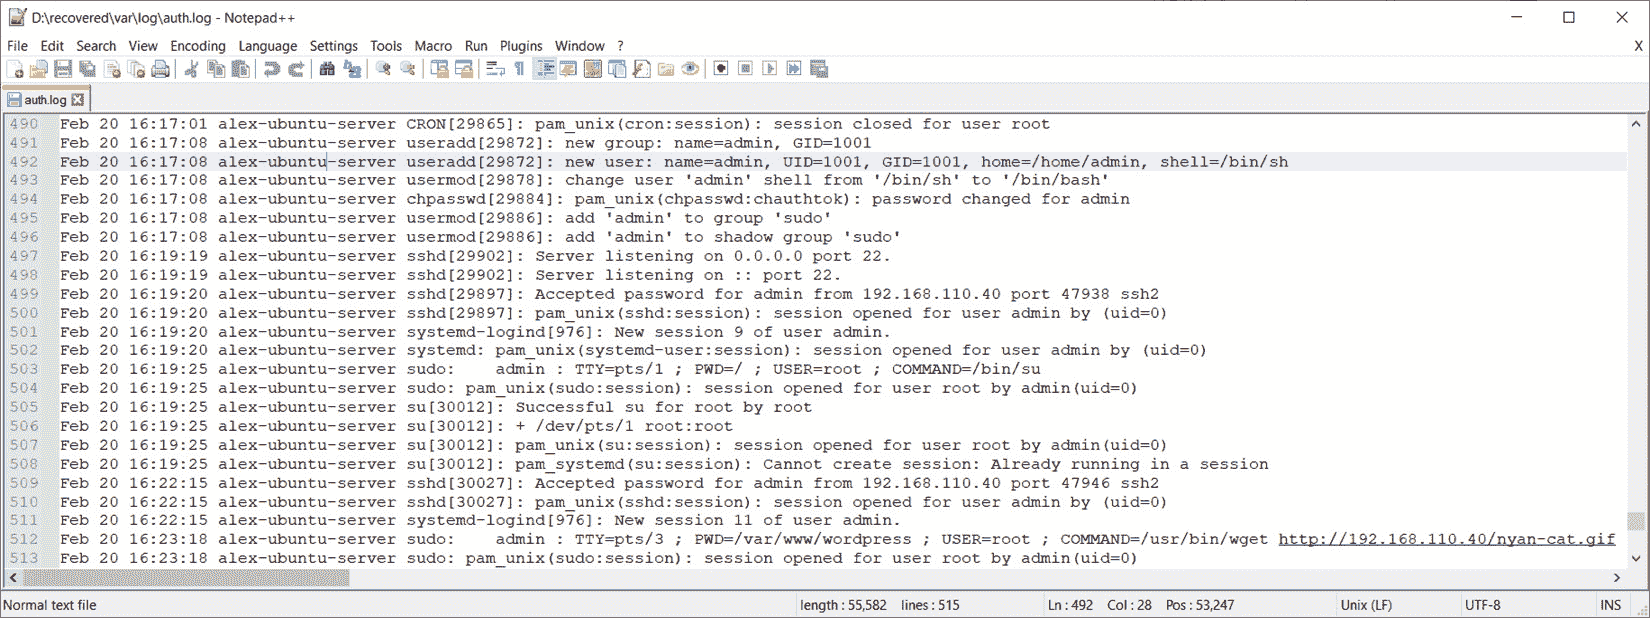 D:\recovered\var\log\auth.log - Notepad++
File Edit Search View Encoding Language Settings Tools Macro Run Plugins Window ? X
auth.log
490 Feb 20 16:17:01 alex-ubuntu-server CRON[29865]: pam_unix(cron:session): session closed for user root
491 Feb 20 16:17:08 alex-ubuntu-server useradd[29872]: new group: name=admin, GID=1001
492 Feb 20 16:17:08 alex-ubuntu-server useradd[29872]: new user: name=admin, UID=1001, GID=1001, home=/home/admin, shell=/bin/sh
493 Feb 20 16:17:08 alex-ubuntu-server usermod[29878]: change user 'admin' shell from '/bin/sh' to '/bin/bash'
494 Feb 20 16:17:08 alex-ubuntu-server chpasswd[29884]: pam_unix(chpasswd:chauthtok): password changed for admin
495 Feb 20 16:17:08 alex-ubuntu-server usermod[29886]: add 'admin' to group 'sudo'
496 Feb 20 16:17:08 alex-ubuntu-server usermod[29886]: add 'admin' to shadow group 'sudo'
497 Feb 20 16:19:19 alex-ubuntu-server sshd[29902]: Server listening on 0.0.0.0 port 22.
498 Feb 20 16:19:19 alex-ubuntu-server sshd[29902]: Server listening on :: port 22.
499 Feb 20 16:19:20 alex-ubuntu-server sshd[29897]: Accepted password for admin from 192.168.110.40 port 47938 ssh2
500 Feb 20 16:19:20 alex-ubuntu-server sshd[29897]: pam_unix(sshd:session): session opened for user admin by (uid=0)
501 Feb 20 16:19:20 alex-ubuntu-server systemd-logind[976]: New session 9 of user admin.
502 Feb 20 16:19:20 alex-ubuntu-server systemd: pam_unix(systemd-user:session): session opened for user admin by (uid=0)
503 Feb 20 16:19:25 alex-ubuntu-server sudo:    admin : TTY=pts/1 ; PWD=/ ; USER=root ; COMMAND=/bin/su
504 Feb 20 16:19:25 alex-ubuntu-server sudo: pam_unix(sudo:session): session opened for user root by admin(uid=0)
505 Feb 20 16:19:25 alex-ubuntu-server su[30012]: Successful su for root by root
506 Feb 20 16:19:25 alex-ubuntu-server su[30012]: + /dev/pts/1 root:root
507 Feb 20 16:19:25 alex-ubuntu-server su[30012]: pam_unix(su:session): session opened for user root by admin(uid=0)
508 Feb 20 16:19:25 alex-ubuntu-server su[30012]: pam_systemd(su:session): Cannot create session: Already running in a session
509 Feb 20 16:22:15 alex-ubuntu-server sshd[30027]: Accepted password for admin from 192.168.110.40 port 47946 ssh2
510 Feb 20 16:22:15 alex-ubuntu-server sshd[30027]: pam_unix(sshd:session): session opened for user admin by (uid=0)
511 Feb 20 16:22:15 alex-ubuntu-server systemd-logind[976]: New session 11 of user admin.
512 Feb 20 16:23:18 alex-ubuntu-server sudo:    admin : TTY=pts/3 ; PWD=/var/www/wordpress ; USER=root ; COMMAND=/usr/bin/wget http://192.168.110.40/nyan-cat.gif
513 Feb 20 16:23:18 alex-ubuntu-server sudo: pam_unix(sudo:session): session opened for user root by admin(uid=0)
Normal text file length : 55,582 lines : 515 Ln : 492 Col : 28 Pos : 53,247 Unix (LF) UTF-8 INS